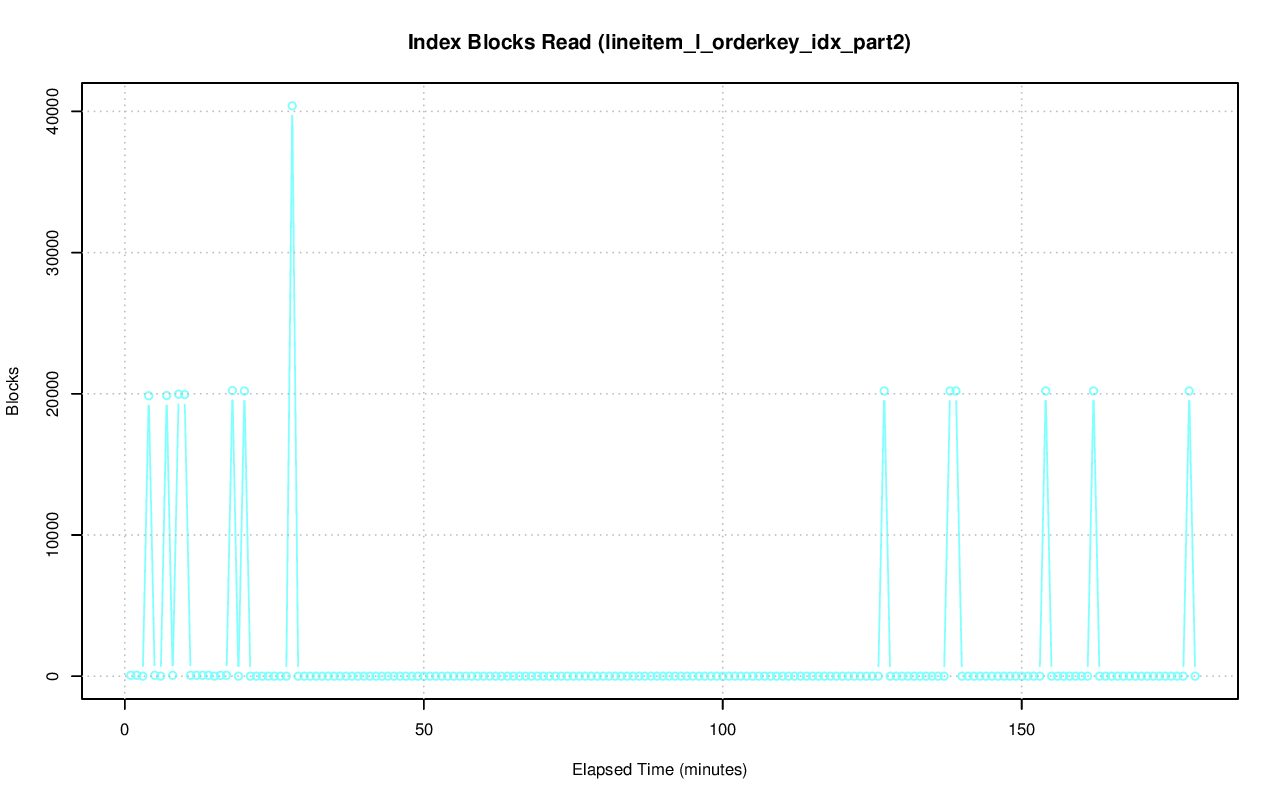 Index Blocks Read (lineitem_l_orderkey_idx_part2)
Blocks
40000
30000
20000
10000
0
0 50 100 150
Elapsed Time (minutes)